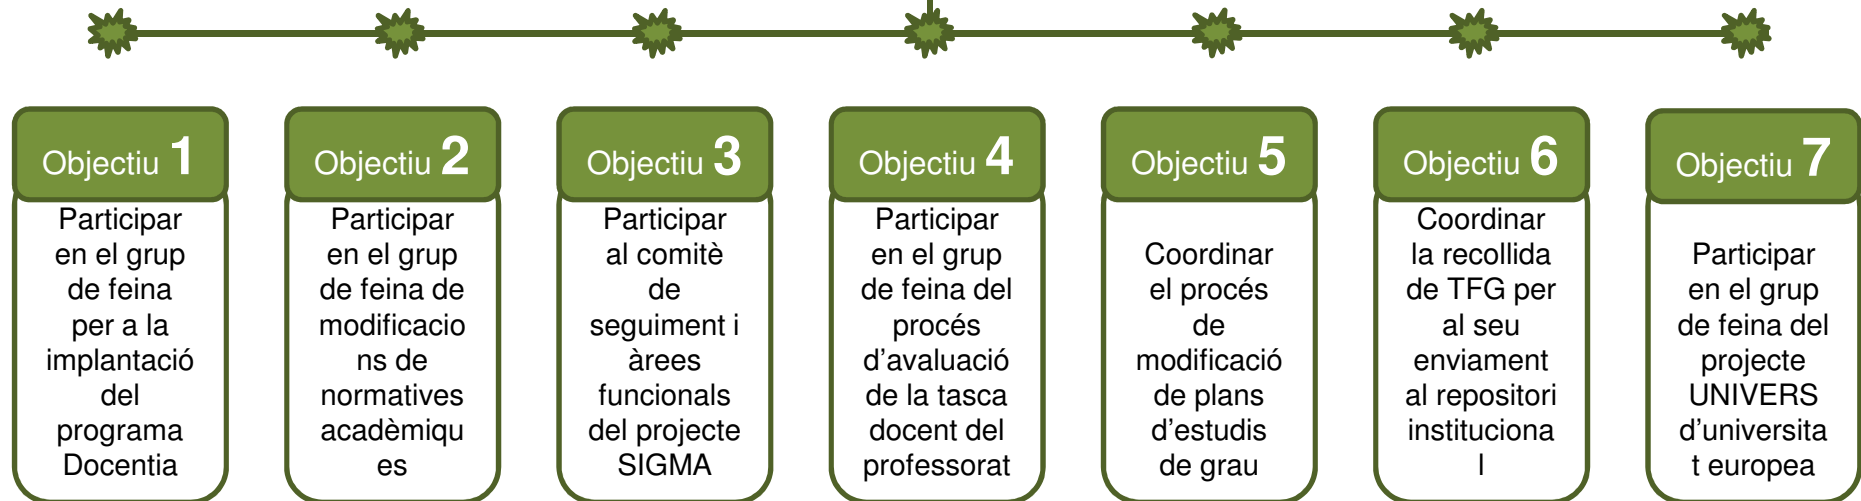 Objectiu 1
Participar
en el grup
de feina
per a la
implantació
del
programa
Docentia
Objectiu 2
Participar
en el grup
de feina de
modificacio
ns de
normatives
acadèmiqu
es
Objectiu 3
Participar
al comitè
de
seguiment i
àrees
funcionals
del projecte
SIGMA
Objectiu 4
Participar
en el grup
de feina del
procés
d’avaluació
de la tasca
docent del
professorat
Objectiu 5
Coordinar
el procés
de
modificació
de plans
d’estudis
de grau
Objectiu 6
Coordinar
la recollida
de TFG per
al seu
enviament
al repositori
instituciona
l
Objectiu 7
Participar
en el grup
de feina del
projecte
UNIVERS
d’universita
t europea